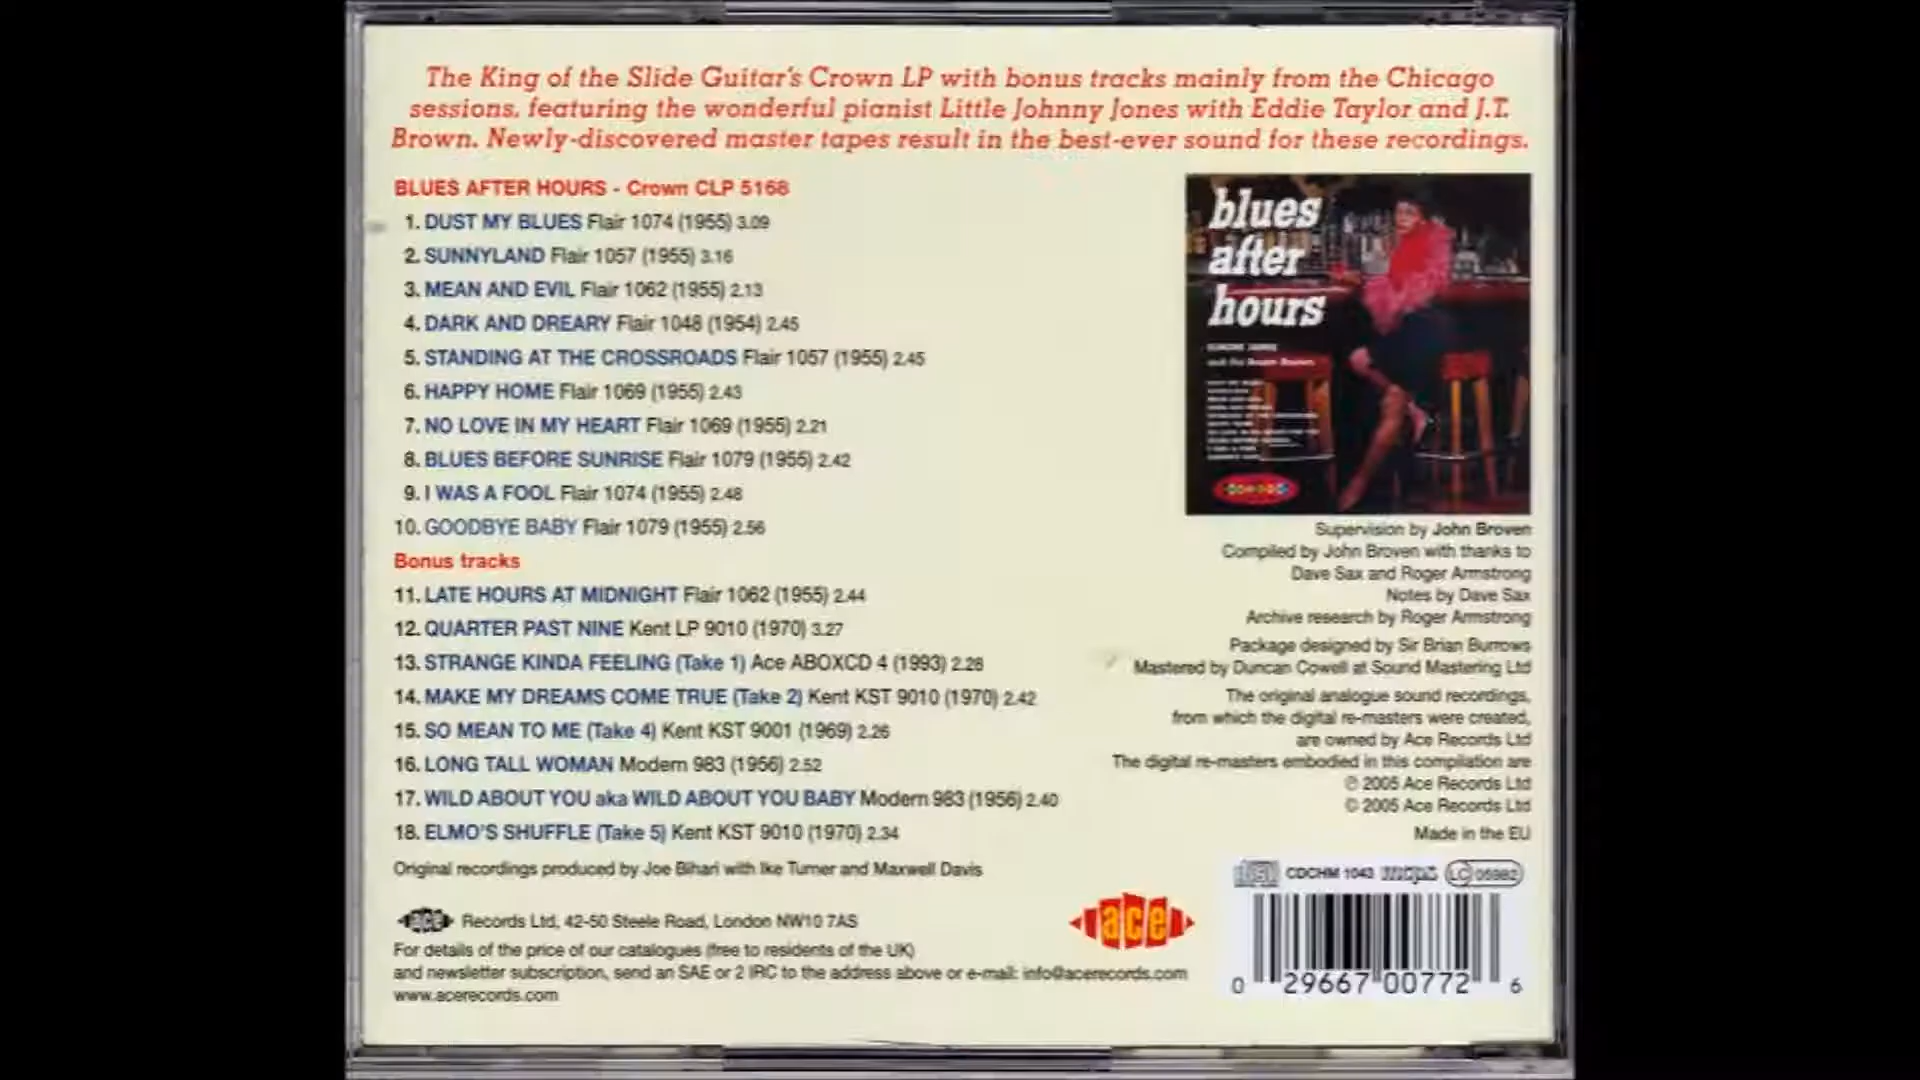 The King of the Slide Guitar's Crown LP with bonus tracks mainly from the Chicago
sessions, featuring the wonderful pianist Little Johnny Jones with Eddie Taylor and J.T.
Brown. Newly-discovered master tapes result in the best-ever sound for these recordings.
BLUES AFTER HOURS - Crown CLP 5168
1. DUST MY BLUES Flair 1074 (1955) 3.09
2. SUNNYLAND Flair 1057 (1955) 3.16
3. MEAN AND EVIL Flair 1062 (1955) 2.13
4. DARK AND DREARY Flair 1048 (1954) 2.45
5. STANDING AT THE CROSSROADS Flair 1057 (1955) 2.45
6. HAPPY HOME Flair 1069 (1955) 2.43
7. NO LOVE IN MY HEART Flair 1069 (1955) 2.21
8. BLUES BEFORE SUNRISE Flair 1079 (1955) 2.42
9. I WAS A FOOL Flair 1074 (1955) 2.48
10. GOODBYE BABY Flair 1079 (1955) 2.56
Bonus tracks
11. LATE HOURS AT MIDNIGHT Flair 1062 (1955) 2.44
12. QUARTER PAST NINE Kent LP 9010 (1970) 3.27
13. STRANGE KINDA FEELING (Take 1) Ace ABOXCD 4 (1993) 2.28
14. MAKE MY DREAMS COME TRUE (Take 2) Kent KST 9010 (1970) 2.42
15. SO MEAN TO ME (Take 4) Kent KST 9001 (1969) 2.26
16. LONG TALL WOMAN Modern 983 (1956) 2.52
17. WILD ABOUT YOU aka WILD ABOUT YOU BABY Modern 983 (1956) 2.40
18. ELMO'S SHUFFLE (Take 5) Kent KST 9010 (1970) 2.34
Original recordings produced by Joe Bihari with Ike Turner and Maxwell Davis
ace Records Ltd, 42-50 Steele Road, London NW10 7AS
For details of the price of our catalogues (free to residents of the UK)
and newsletter subscription, send an SAE or 2 IRC to the address above or e-mail: info@acerecords.com
www.acerecords.com
ace
blues
after
hours
Supervision by John Broven
Compiled by John Broven with thanks to
Dave Sax and Roger Armstrong
Notes by Dave Sax
Archive research by Roger Armstrong
Package designed by Sir Brian Burrows
Mastered by Duncan Cowell at Sound Mastering Ltd
The original analogue sound recordings,
from which the digital re-masters were created,
are owned by Ace Records Ltd
The digital re-masters embodied in this compilation are
℗ 2005 Ace Records Ltd
© 2005 Ace Records Ltd
Made in the EU
CDCHM 1043 mcps LC 05982
0 29667 00772 6